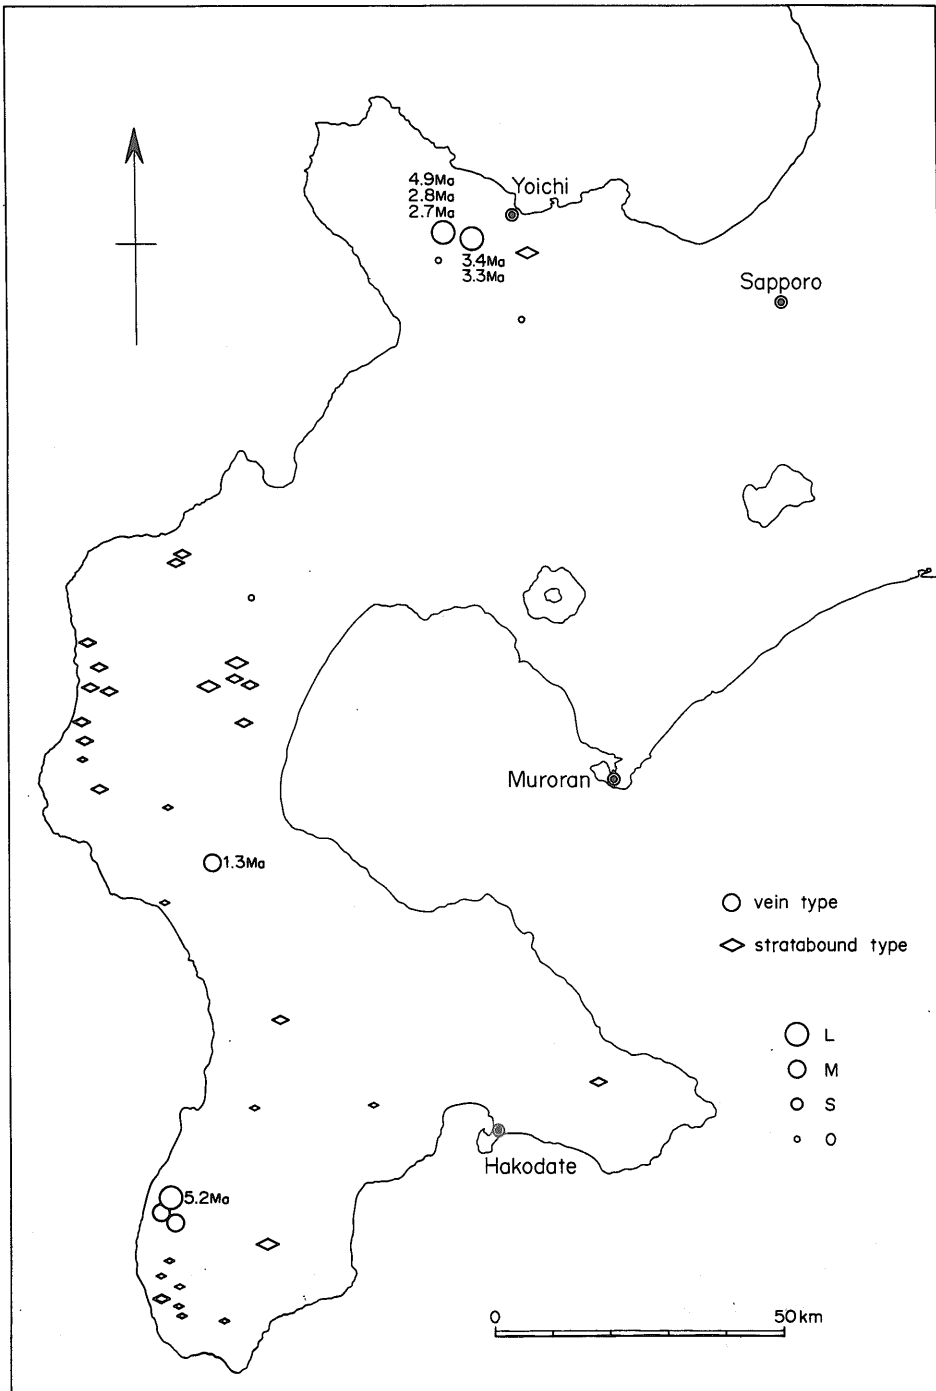 4.9Ma
2.8Ma
2.7Ma
Yoichi
3.4Ma
3.3Ma
Sapporo
Muroran
1.3Ma
vein type
stratabound type
L
M
S
O
Hakodate
5.2Ma
0 50km